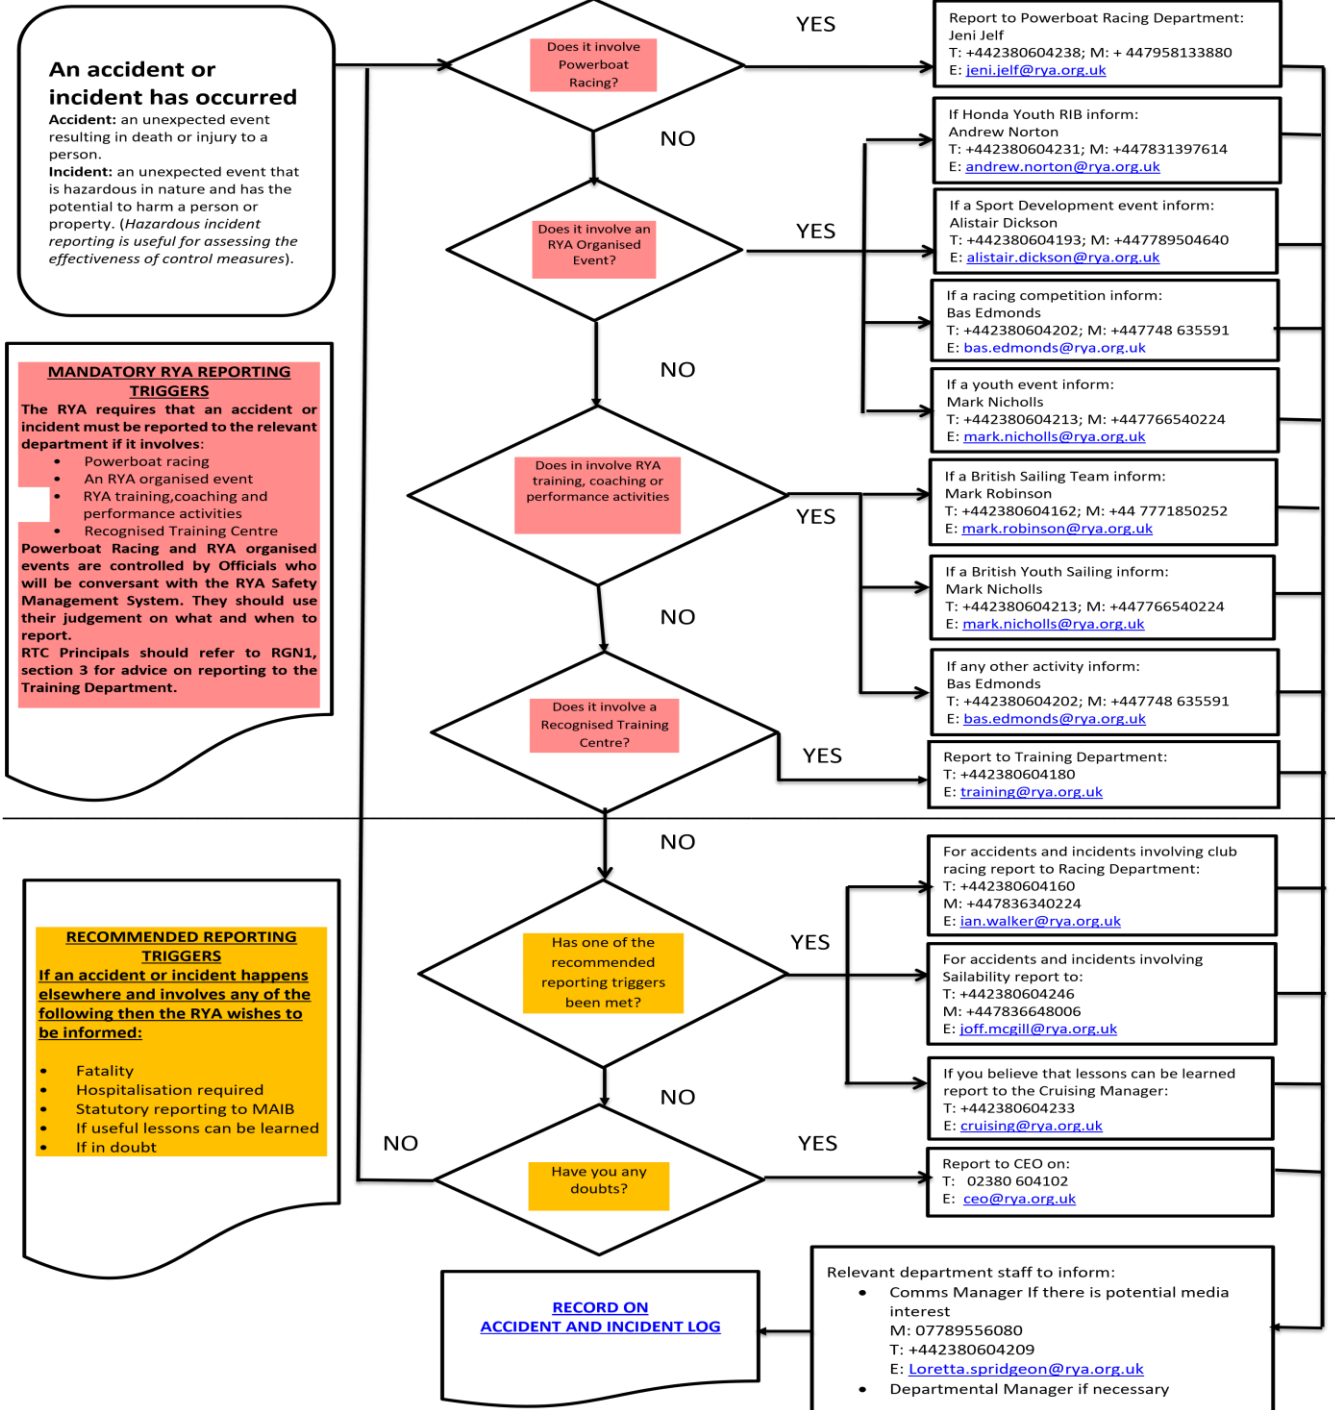 An accident or
incident has occurred
Accident: an unexpected event
resulting in death or injury to a
person.
Incident: an unexpected event that
is hazardous in nature and has the
potential to harm a person or
property. (Hazardous incident
reporting is useful for assessing the
effectiveness of control measures).
Does it involve
Powerboat
Racing?
YES
Report to Powerboat Racing Department:
Jeni Jelf
T: +442380604238; M: + 447958133880
E: jeni.jelf@rya.org.uk
NO
If Honda Youth RIB inform:
Andrew Norton
T: +442380604231; M: +447831397614
E: andrew.norton@rya.org.uk
Does it involve an
RYA Organised
Event?
YES
If a Sport Development event inform:
Alistair Dickson
T: +442380604193; M: +447789504640
E: alistair.dickson@rya.org.uk
If a racing competition inform:
Bas Edmonds
T: +442380604202; M: +447748 635591
E: bas.edmonds@rya.org.uk
NO
If a youth event inform:
Mark Nicholls
T: +442380604213; M: +447766540224
E: mark.nicholls@rya.org.uk
MANDATORY RYA REPORTING
TRIGGERS
The RYA requires that an accident or
incident must be reported to the relevant
department if it involves:
• Powerboat racing
• An RYA organised event
• RYA training,coaching and
performance activities
• Recognised Training Centre
Powerboat Racing and RYA organised
events are controlled by Officials who
will be conversant with the RYA Safety
Management System. They should use
their judgement on what and when to
report.
RTC Principals should refer to RGN1,
section 3 for advice on reporting to the
Training Department.
Does in involve RYA
training, coaching or
performance activities
YES
If a British Sailing Team inform:
Mark Robinson
T: +442380604162; M: +44 7771850252
E: mark.robinson@rya.org.uk
If a British Youth Sailing inform:
Mark Nicholls
T: +442380604213; M: +447766540224
E: mark.nicholls@rya.org.uk
NO
If any other activity inform:
Bas Edmonds
T: +442380604202; M: +447748 635591
E: bas.edmonds@rya.org.uk
Does it involve a
Recognised Training
Centre?
YES
Report to Training Department:
T: +442380604180
E: training@rya.org.uk
NO
For accidents and incidents involving club
racing report to Racing Department:
T: +442380604160
M: +447836340224
E: ian.walker@rya.org.uk
RECOMMENDED REPORTING
TRIGGERS
If an accident or incident happens
elsewhere and involves any of the
following then the RYA wishes to
be informed:
• Fatality
• Hospitalisation required
• Statutory reporting to MAIB
• If useful lessons can be learned
• If in doubt
Has one of the
recommended
reporting triggers
been met?
YES
For accidents and incidents involving
Sailability report to:
T: +442380604246
M: +447836648006
E: joff.mcgill@rya.org.uk
If you believe that lessons can be learned
report to the Cruising Manager:
T: +442380604233
E: cruising@rya.org.uk
NO
NO
Have you any
doubts?
YES
Report to CEO on:
T: 02380 604102
E: ceo@rya.org.uk
Relevant department staff to inform:
• Comms Manager If there is potential media
interest
M: 07789556080
T: +442380604209
E: Loretta.spridgeon@rya.org.uk
• Departmental Manager if necessary
RECORD ON
ACCIDENT AND INCIDENT LOG